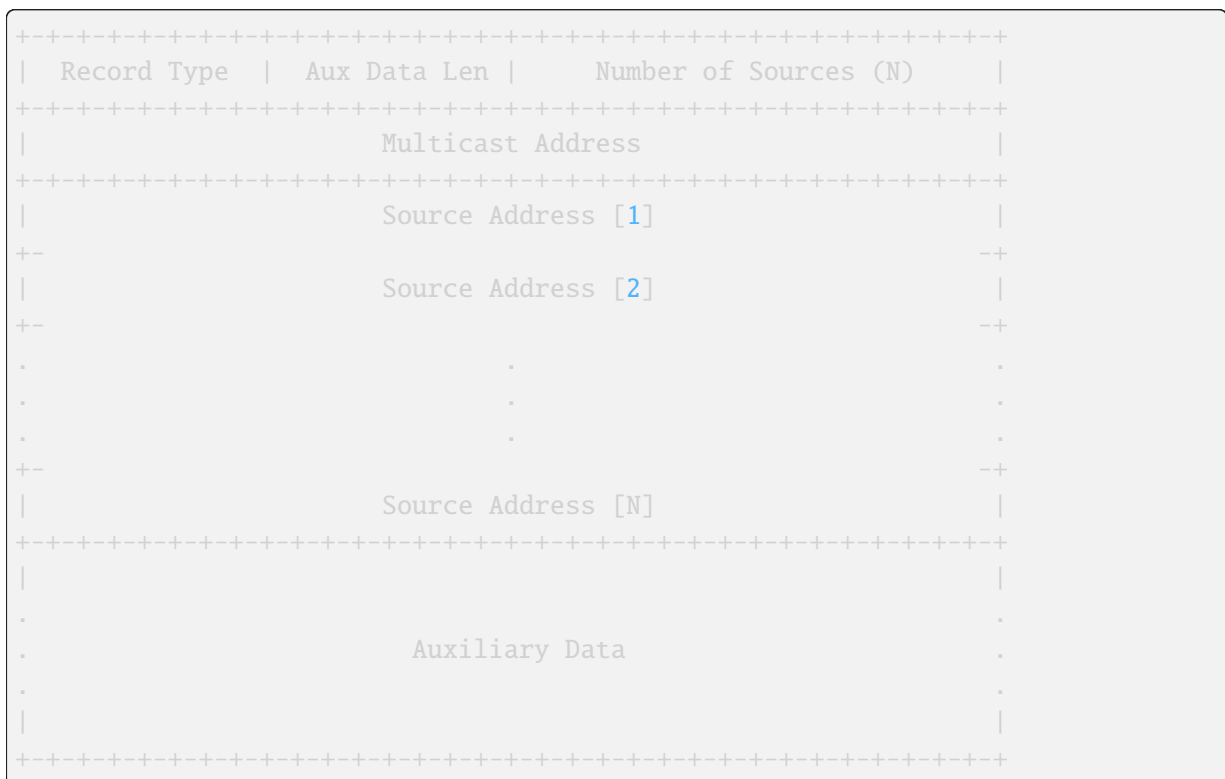 +-+-+-+-+-+-+-+-+-+-+-+-+-+-+-+-+-+-+-+-+-+-+-+-+-+-+-+-+-+-+-+-+
|  Record Type  |  Aux Data Len |     Number of Sources (N)     |
+-+-+-+-+-+-+-+-+-+-+-+-+-+-+-+-+-+-+-+-+-+-+-+-+-+-+-+-+-+-+-+-+
|                       Multicast Address                       |
+-+-+-+-+-+-+-+-+-+-+-+-+-+-+-+-+-+-+-+-+-+-+-+-+-+-+-+-+-+-+-+-+
|                       Source Address [1]                      |
+-                                                             -+
|                       Source Address [2]                      |
+-                                                             -+
.                               .                               .
.                               .                               .
.                               .                               .
+-                                                             -+
|                       Source Address [N]                      |
+-+-+-+-+-+-+-+-+-+-+-+-+-+-+-+-+-+-+-+-+-+-+-+-+-+-+-+-+-+-+-+-+
|                                                               |
.                                                               .
.                         Auxiliary Data                        .
.                                                               .
|                                                               |
+-+-+-+-+-+-+-+-+-+-+-+-+-+-+-+-+-+-+-+-+-+-+-+-+-+-+-+-+-+-+-+-+